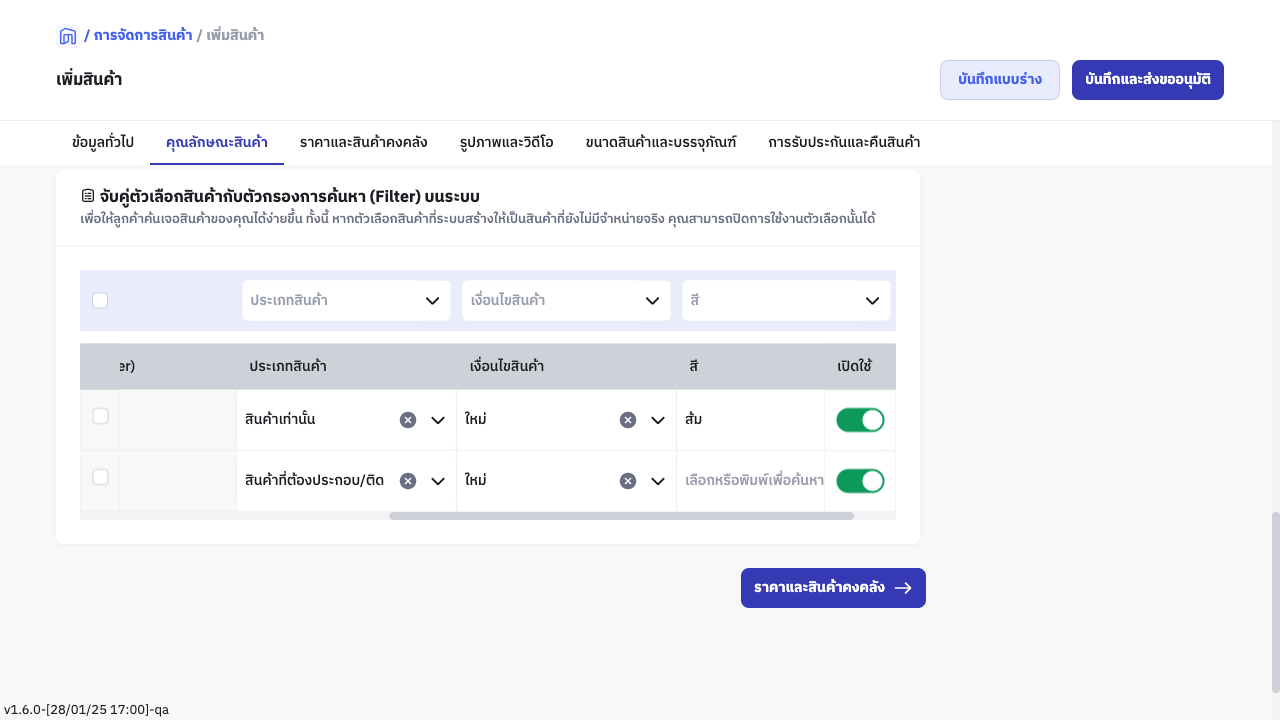 / การจัดการสินค้า / เพิ่มสินค้า
เพิ่มสินค้า
บันทึกแบบร่าง
บันทึกและส่งขออนุมัติ
ข้อมูลทั่วไป คุณลักษณะสินค้า ราคาและสินค้าคงคลัง รูปภาพและวิดีโอ ขนาดสินค้าและบรรจุภัณฑ์ การรับประกันและคืนสินค้า
จับคู่ตัวเลือกสินค้ากับตัวกรองการค้นหา (Filter) บนระบบ
เพื่อให้ลูกค้าค้นเจอสินค้าของคุณได้ง่ายขึ้น ทั้งนี้ หากตัวเลือกสินค้าที่ระบบสร้างให้เป็นสินค้าที่ยังไม่มีจำหน่ายจริง คุณสามารถปิดการใช้งานตัวเลือกนั้นได้
ประเภทสินค้า เงื่อนไขสินค้า สี
er) ประเภทสินค้า เงื่อนไขสินค้า สี เปิดใช้
สินค้าเท่านั้น ใหม่ ส้ม
สินค้าที่ต้องประกอบ/ติด ใหม่ เลือกหรือพิมพ์เพื่อค้นหา
ราคาและสินค้าคงคลัง
v1.6.0-[28/01/25 17:00]-qa